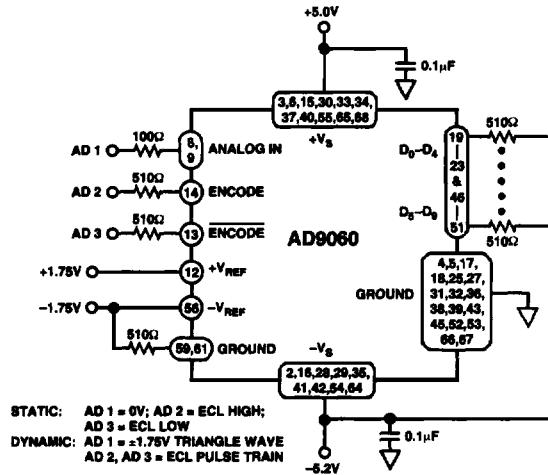 +5.0V
0.1µF
3,6,15,30,33,34,
37,40,55,65,68
+VS
510Ω
100Ω
AD 1
8,
9
ANALOG IN
D0–D4
19
|
23
&
46
|
51
510Ω
AD 2
14
ENCODE
510Ω
AD 3
13
ENCODE
D5–D9
510Ω
AD9060
+1.75V
12
+VREF
–1.75V
56
–VREF
GROUND
4,5,17,
18,25,27,
31,32,36,
38,39,43,
45,52,53,
66,67
510Ω
59,61
GROUND
–VS
2,16,28,29,35,
41,42,54,64
STATIC: AD 1 = 0V; AD 2 = ECL HIGH;
AD 3 = ECL LOW
DYNAMIC: AD 1 = ±1.75V TRIANGLE WAVE
AD 2, AD 3 = ECL PULSE TRAIN
0.1µF
–5.2V